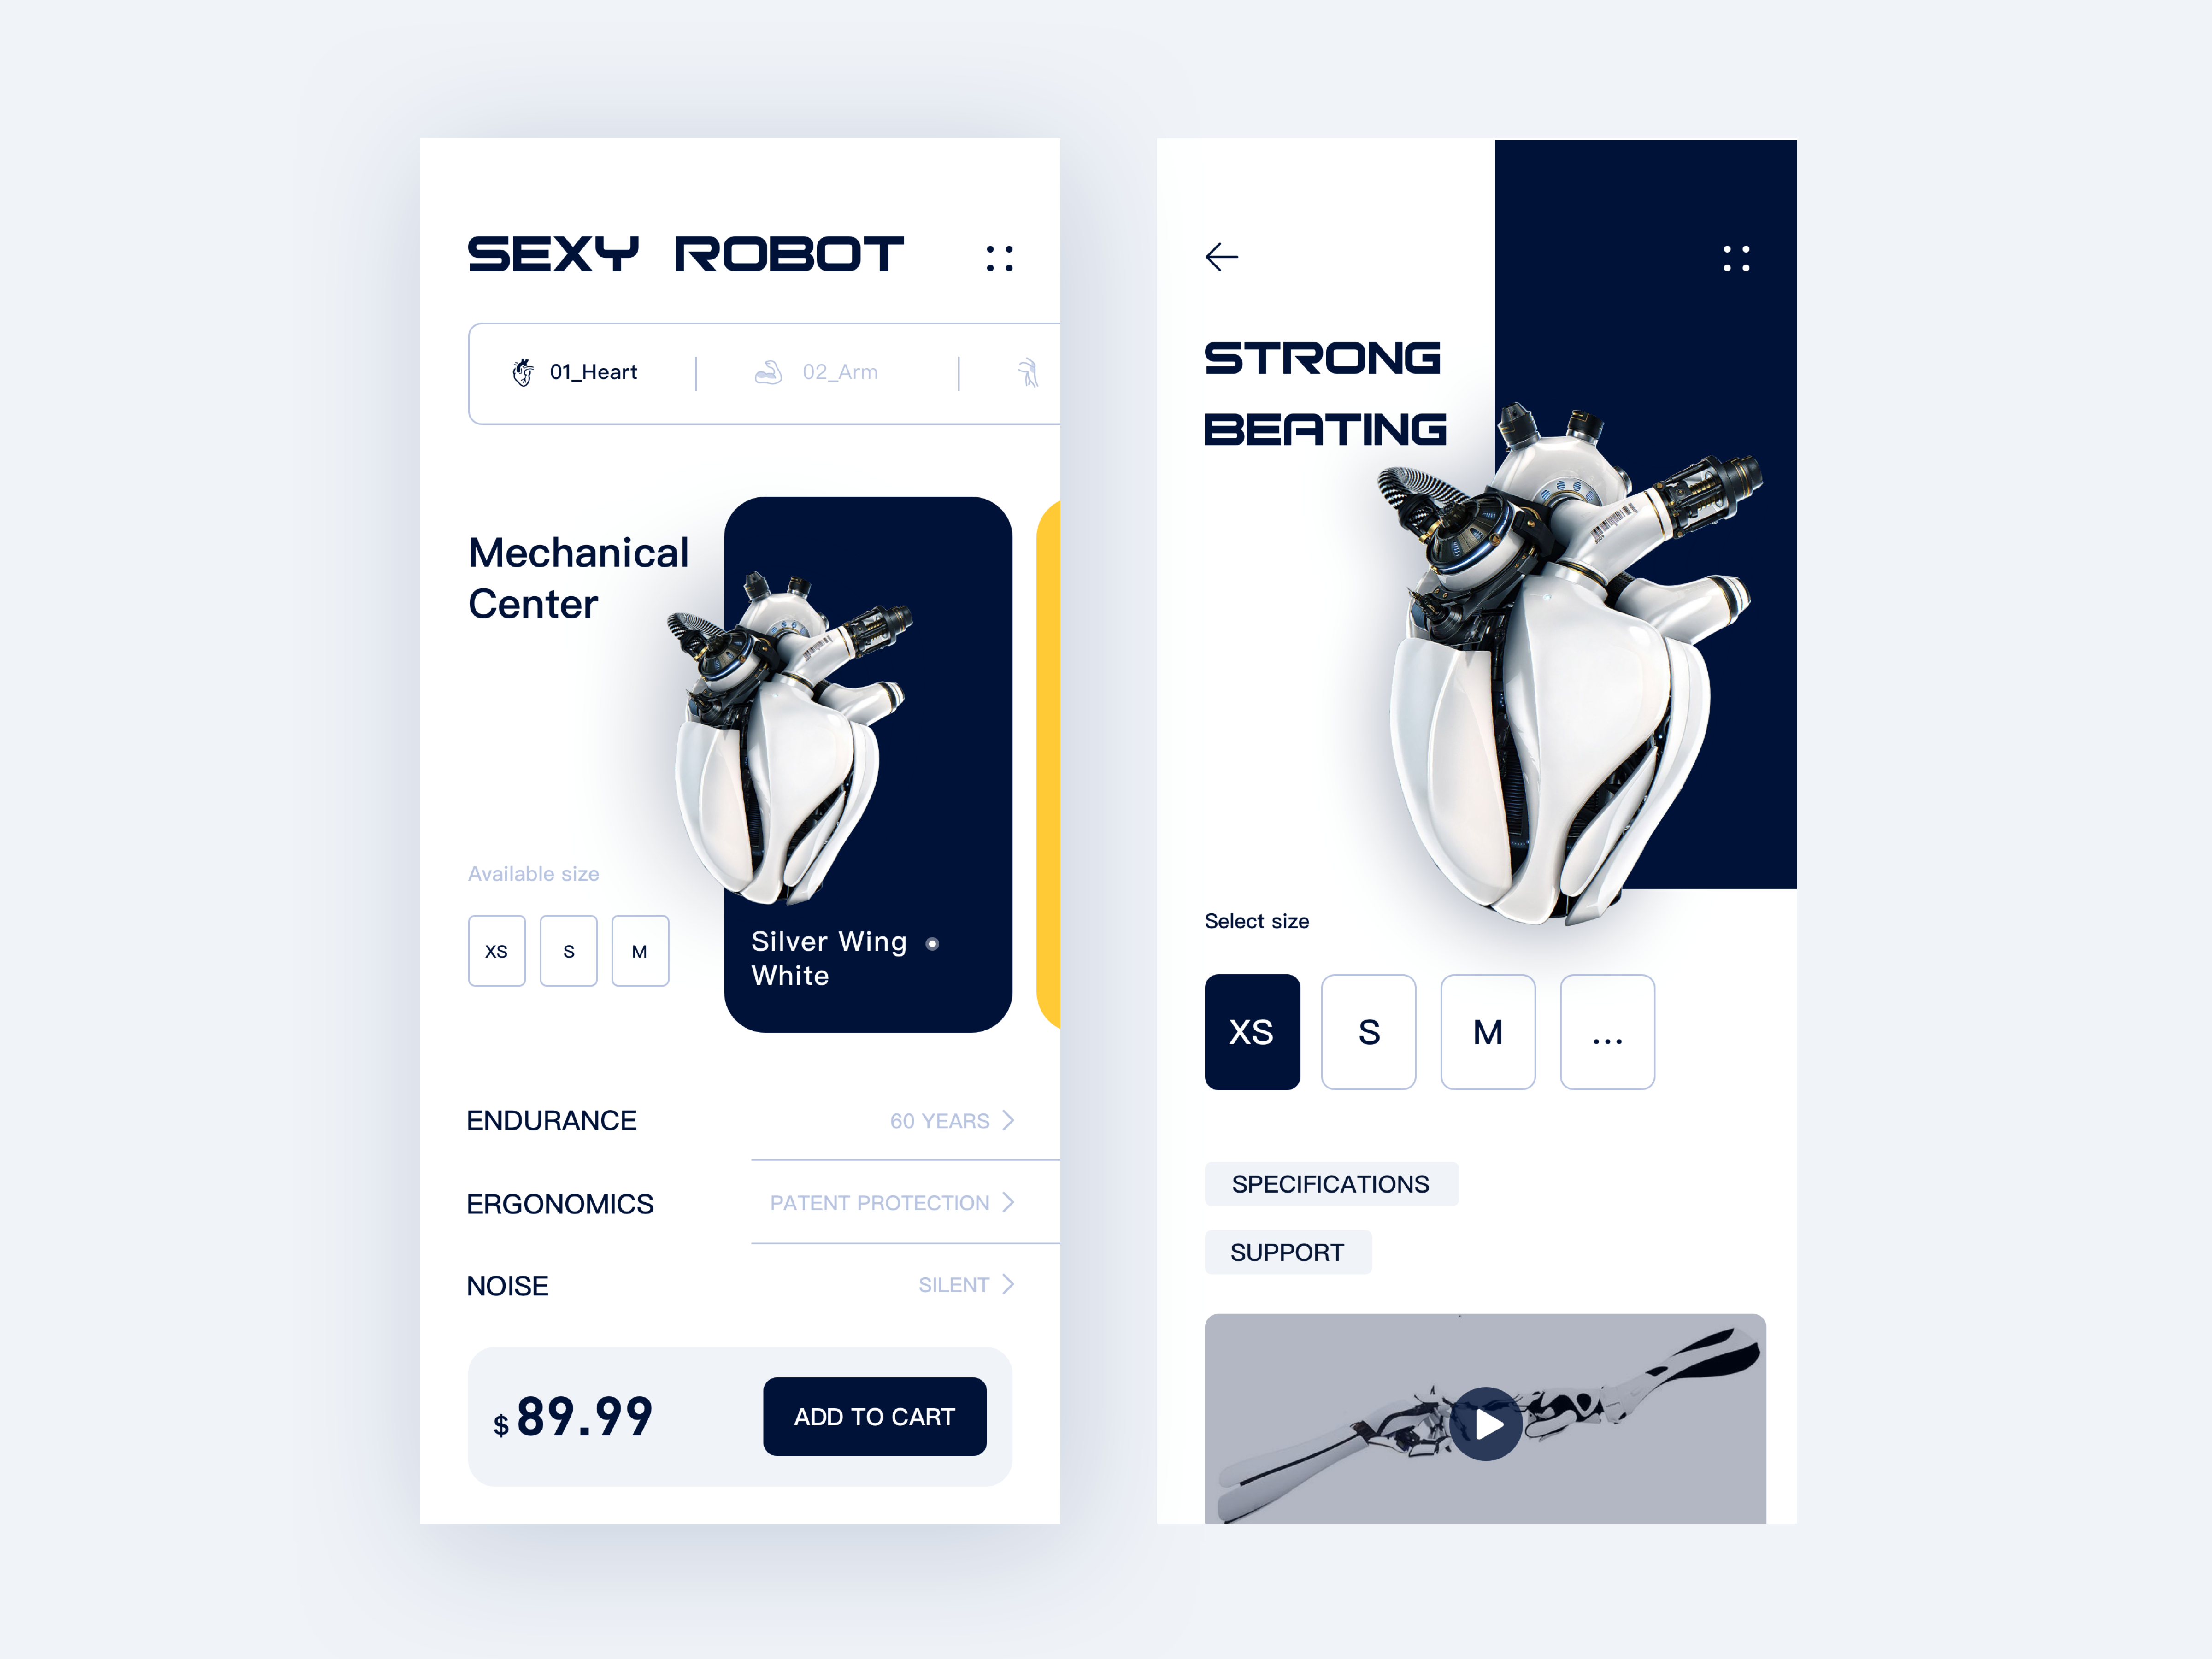 SEXY ROBOT
01_Heart
02_Arm
Mechanical
Center
Available size
XS
S
M
Silver Wing
White
ENDURANCE
60 YEARS
ERGONOMICS
PATENT PROTECTION
NOISE
SILENT
$ 89.99
ADD TO CART
STRONG
BEATING
Select size
XS
S
M
...
SPECIFICATIONS
SUPPORT